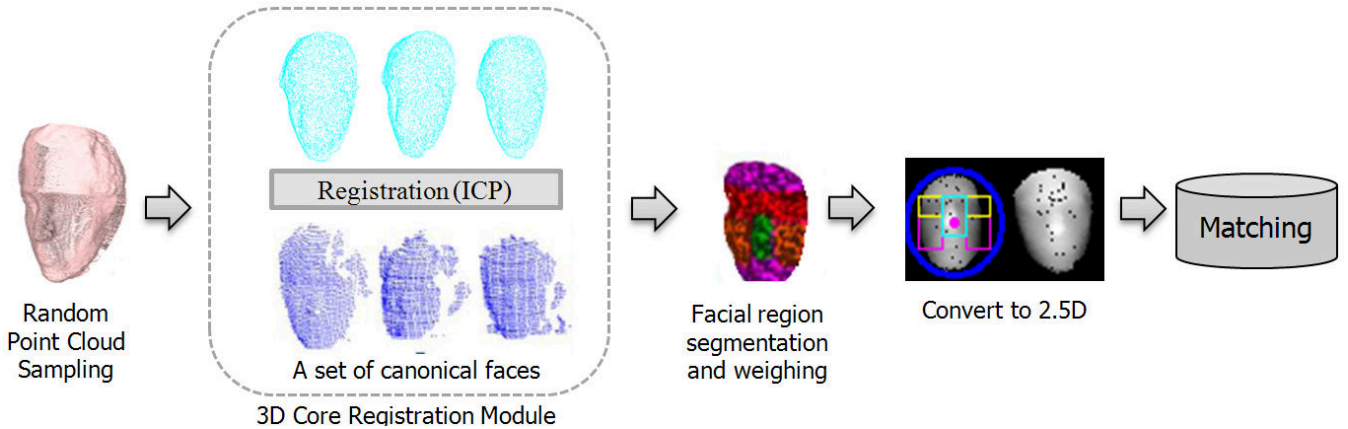 Random
Point Cloud
Sampling
Registration (ICP)
A set of canonical faces
3D Core Registration Module
Facial region
segmentation
and weighing
Convert to 2.5D
Matching